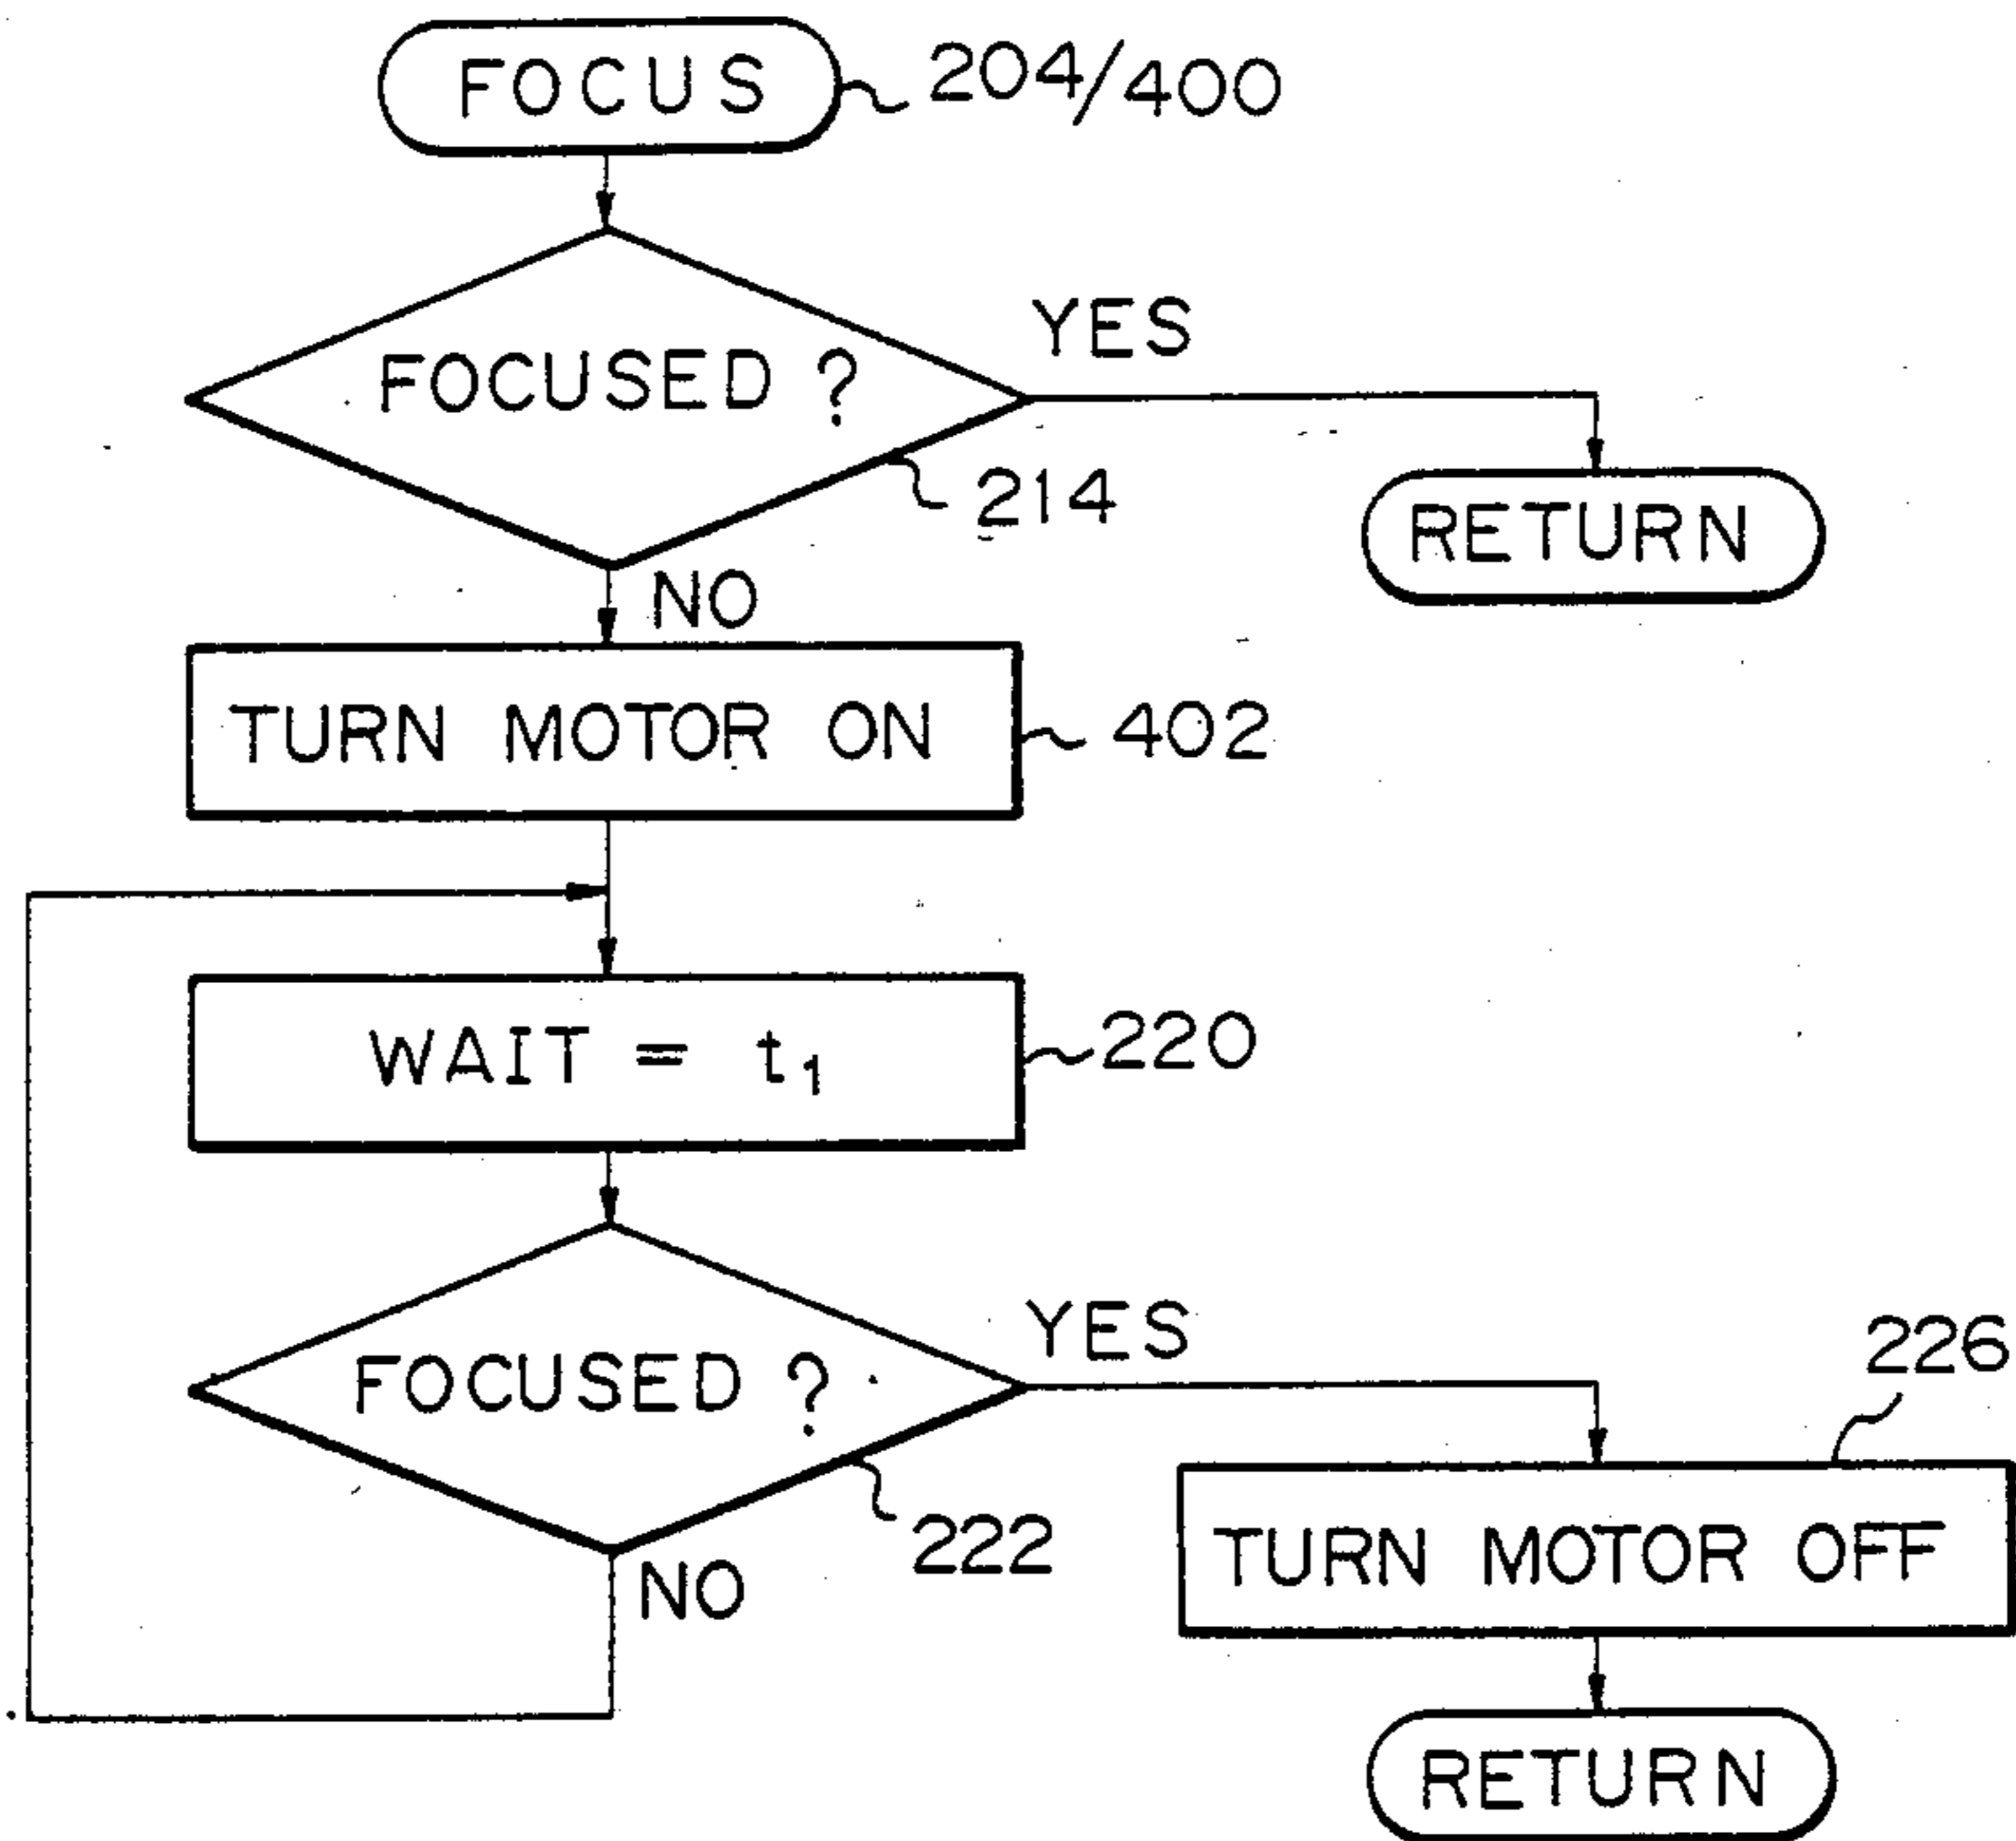 FOCUS
204/400
FOCUSED ?
YES
214
RETURN
NO
TURN MOTOR ON
402
WAIT = t₁
220
FOCUSED ?
YES
226
222
NO
TURN MOTOR OFF
RETURN